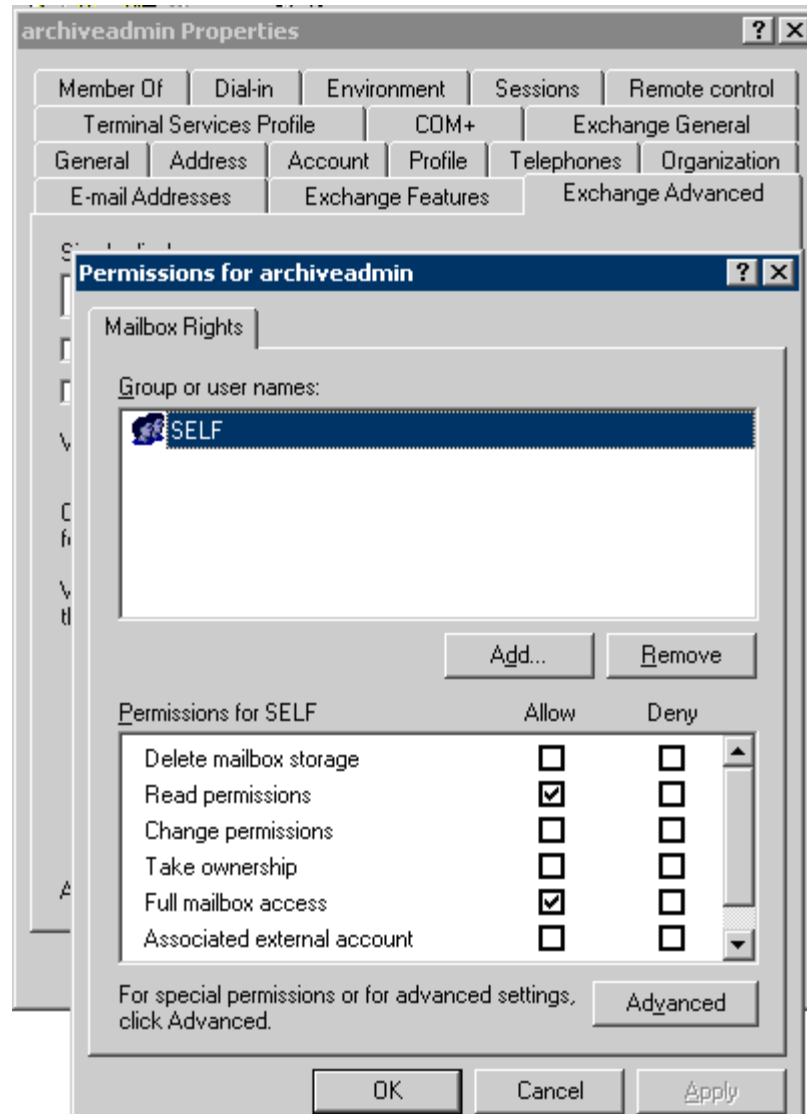 archiveadmin Properties
Member Of Dial-in Environment Sessions Remote control
Terminal Services Profile COM+ Exchange General
General Address Account Profile Telephones Organization
E-mail Addresses Exchange Features Exchange Advanced
Permissions for archiveadmin
Mailbox Rights
Group or user names:
SELF
Add... Remove
Permissions for SELF Allow Deny
Delete mailbox storage
Read permissions
Change permissions
Take ownership
Full mailbox access
Associated external account
For special permissions or for advanced settings,
click Advanced.
Advanced
OK Cancel Apply